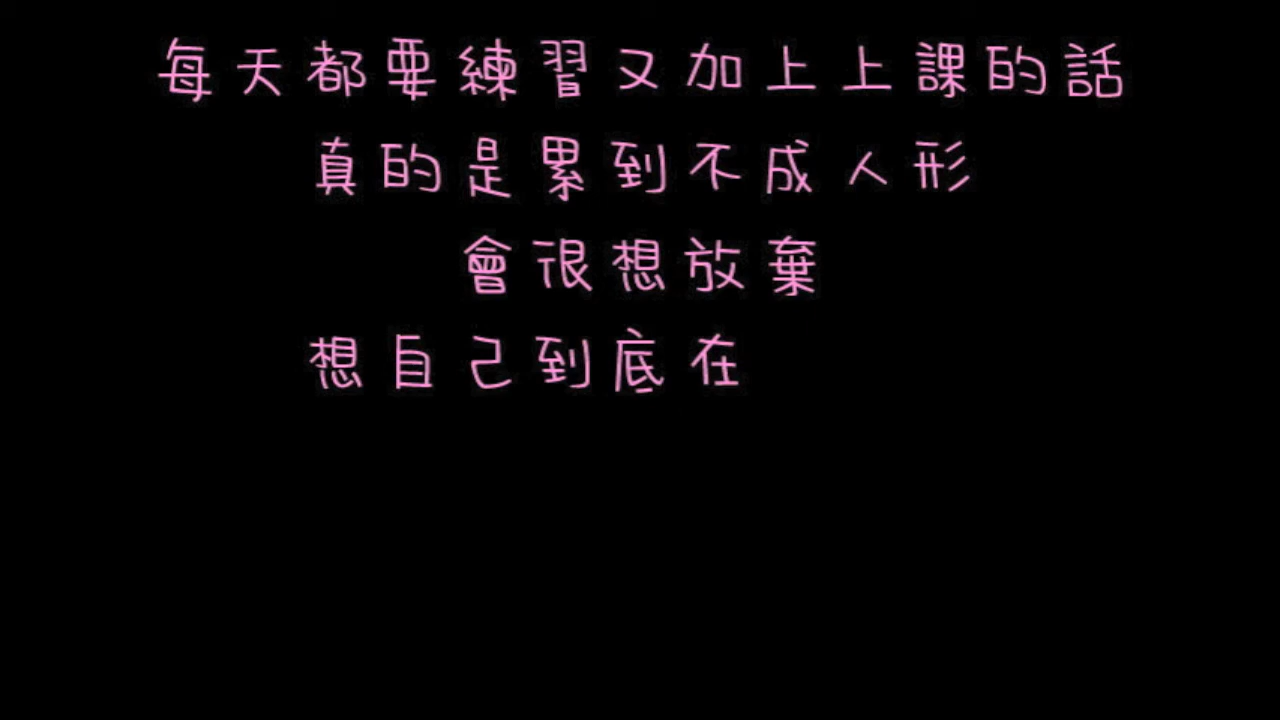 每天都要練習又加上上課的話
真的是累到不成人形
會很想放棄
想自己到底在